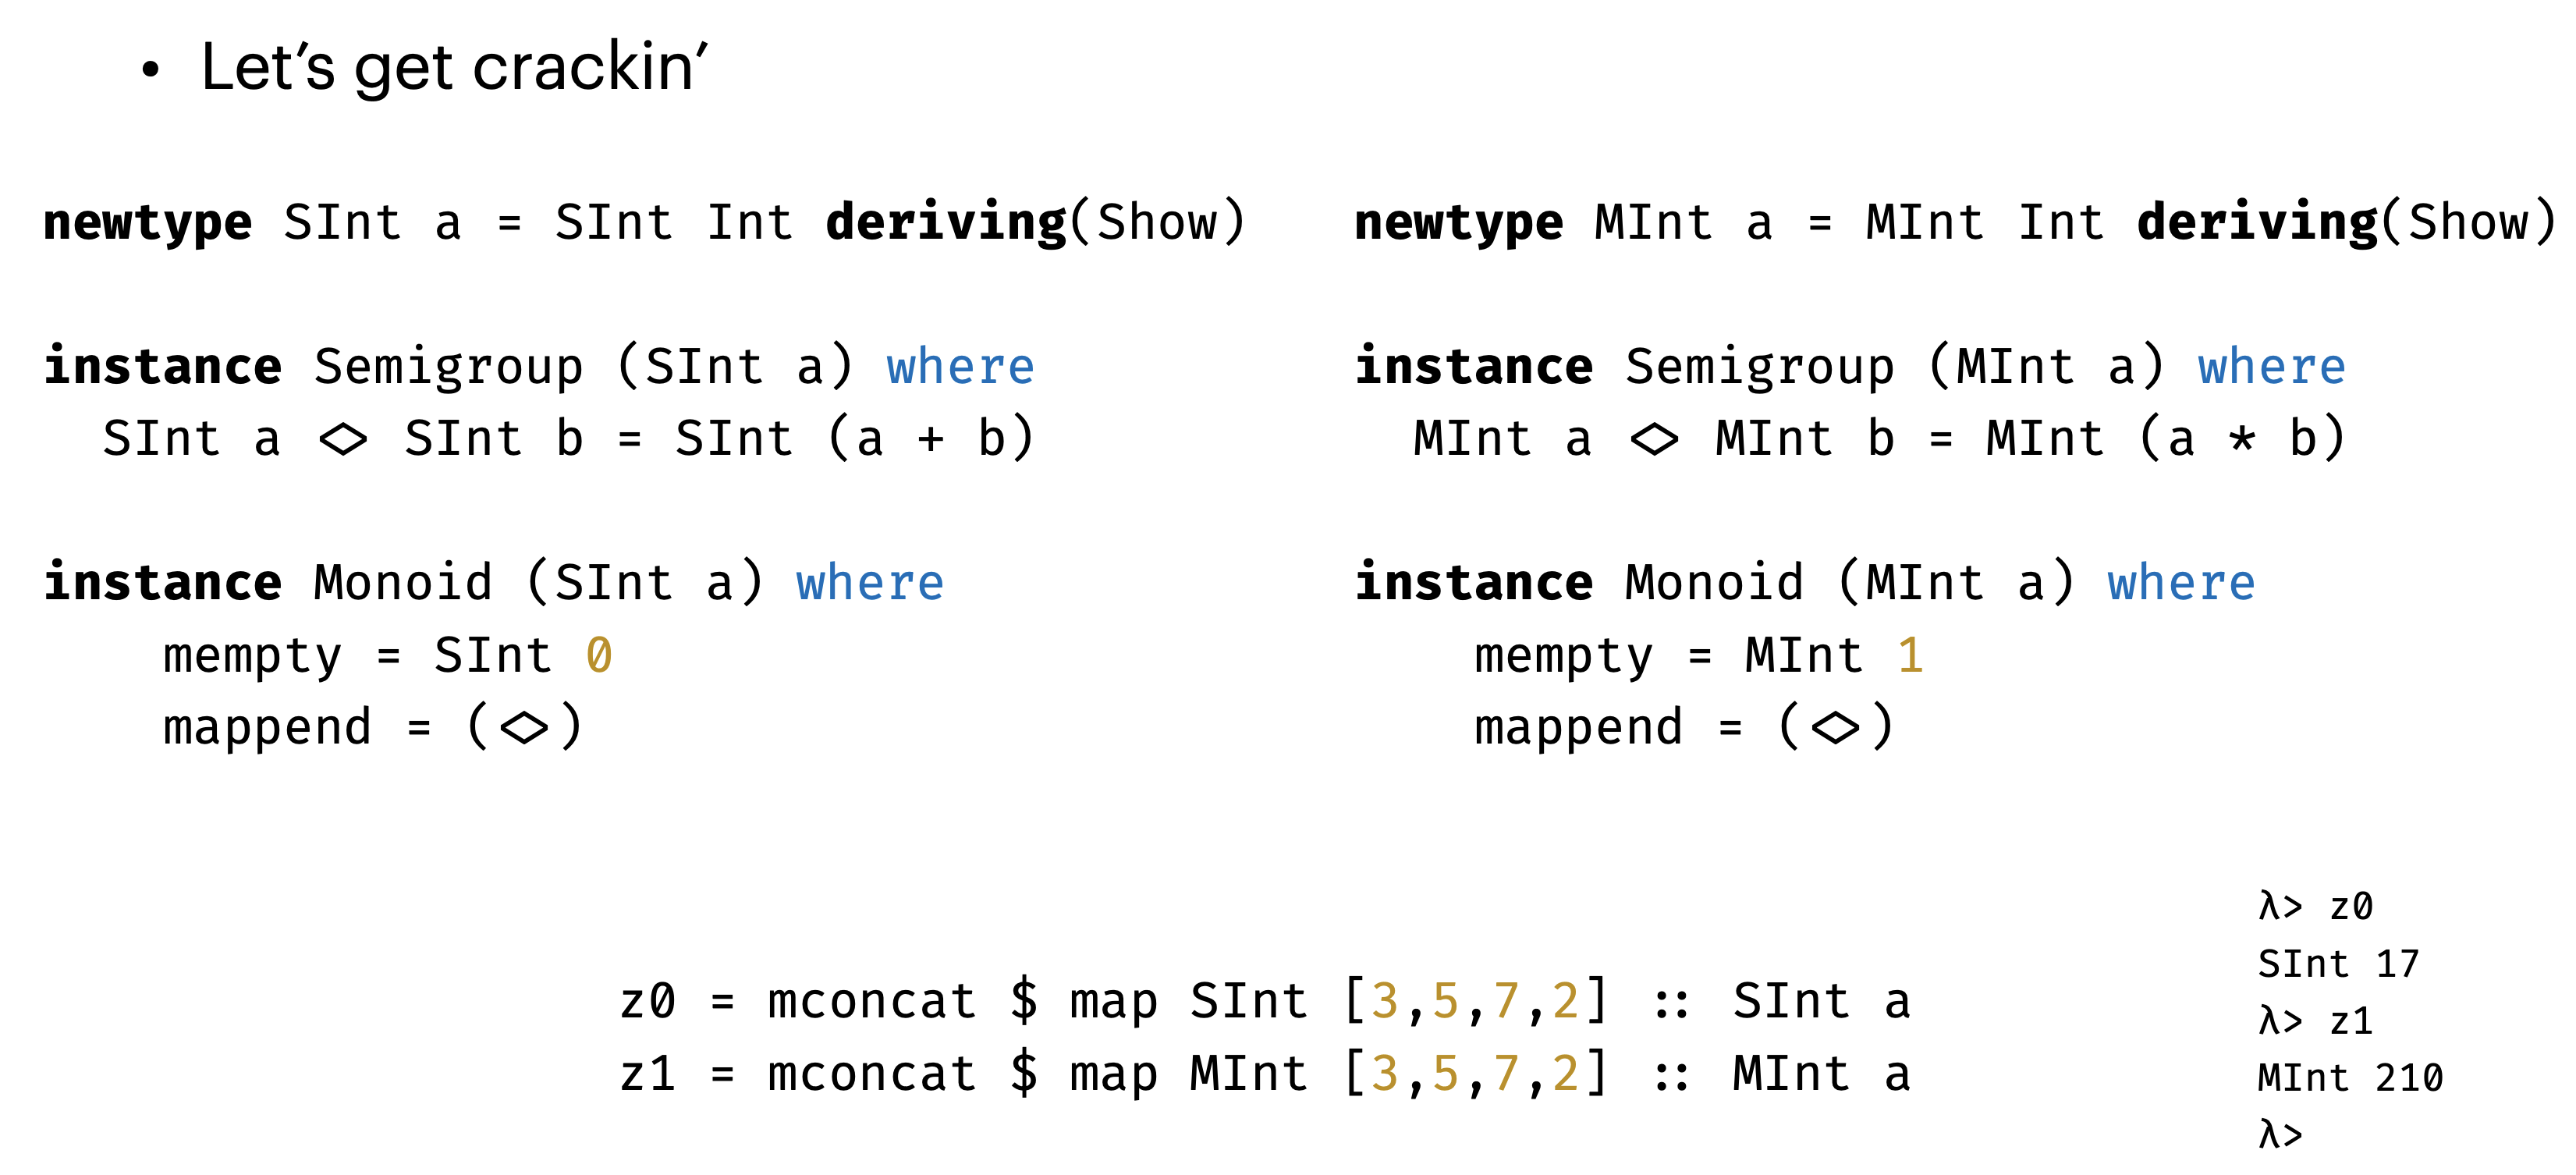 • Let’s get crackin’
newtype SInt a = SInt Int deriving(Show)
instance Semigroup (SInt a) where
  SInt a <> SInt b = SInt (a + b)
instance Monoid (SInt a) where
    mempty = SInt 0
    mappend = (<>)
newtype MInt a = MInt Int deriving(Show)
instance Semigroup (MInt a) where
  MInt a <> MInt b = MInt (a * b)
instance Monoid (MInt a) where
    mempty = MInt 1
    mappend = (<>)
z0 = mconcat $ map SInt [3,5,7,2] :: SInt a
z1 = mconcat $ map MInt [3,5,7,2] :: MInt a
λ> z0
SInt 17
λ> z1
MInt 210
λ>